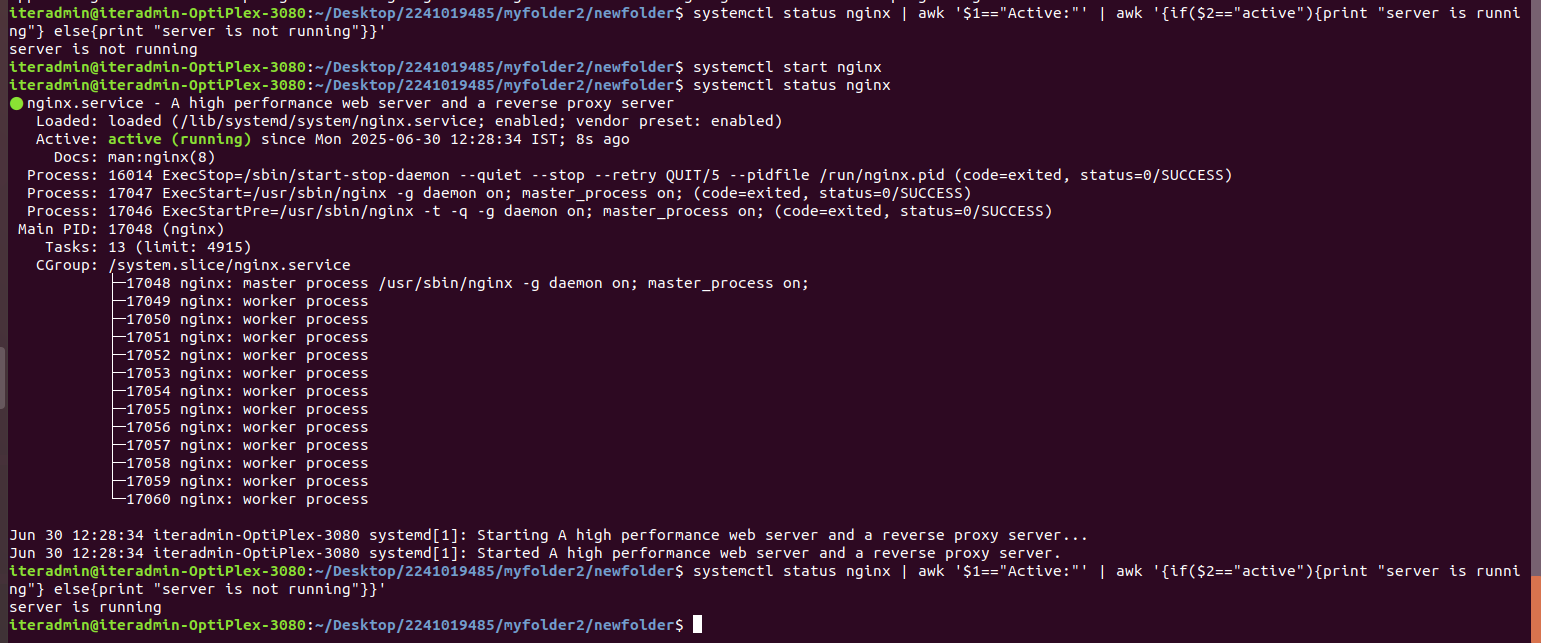 iteradmin@iteradmin-OptiPlex-3080:~/Desktop/2241019485/myfolder2/newfolder$ systemctl status nginx | awk '$1=="Active:"' | awk '{if($2=="active"){print "server is runni
ng"} else{print "server is not running"}}'
server is not running
iteradmin@iteradmin-OptiPlex-3080:~/Desktop/2241019485/myfolder2/newfolder$ systemctl start nginx
iteradmin@iteradmin-OptiPlex-3080:~/Desktop/2241019485/myfolder2/newfolder$ systemctl status nginx
● nginx.service - A high performance web server and a reverse proxy server
   Loaded: loaded (/lib/systemd/system/nginx.service; enabled; vendor preset: enabled)
   Active: active (running) since Mon 2025-06-30 12:28:34 IST; 8s ago
     Docs: man:nginx(8)
  Process: 16014 ExecStop=/sbin/start-stop-daemon --quiet --stop --retry QUIT/5 --pidfile /run/nginx.pid (code=exited, status=0/SUCCESS)
  Process: 17047 ExecStart=/usr/sbin/nginx -g daemon on; master_process on; (code=exited, status=0/SUCCESS)
  Process: 17046 ExecStartPre=/usr/sbin/nginx -t -q -g daemon on; master_process on; (code=exited, status=0/SUCCESS)
 Main PID: 17048 (nginx)
    Tasks: 13 (limit: 4915)
   CGroup: /system.slice/nginx.service
           ├─17048 nginx: master process /usr/sbin/nginx -g daemon on; master_process on;
           ├─17049 nginx: worker process
           ├─17050 nginx: worker process
           ├─17051 nginx: worker process
           ├─17052 nginx: worker process
           ├─17053 nginx: worker process
           ├─17054 nginx: worker process
           ├─17055 nginx: worker process
           ├─17056 nginx: worker process
           ├─17057 nginx: worker process
           ├─17058 nginx: worker process
           ├─17059 nginx: worker process
           └─17060 nginx: worker process

Jun 30 12:28:34 iteradmin-OptiPlex-3080 systemd[1]: Starting A high performance web server and a reverse proxy server...
Jun 30 12:28:34 iteradmin-OptiPlex-3080 systemd[1]: Started A high performance web server and a reverse proxy server.
iteradmin@iteradmin-OptiPlex-3080:~/Desktop/2241019485/myfolder2/newfolder$ systemctl status nginx | awk '$1=="Active:"' | awk '{if($2=="active"){print "server is runni
ng"} else{print "server is not running"}}'
server is running
iteradmin@iteradmin-OptiPlex-3080:~/Desktop/2241019485/myfolder2/newfolder$